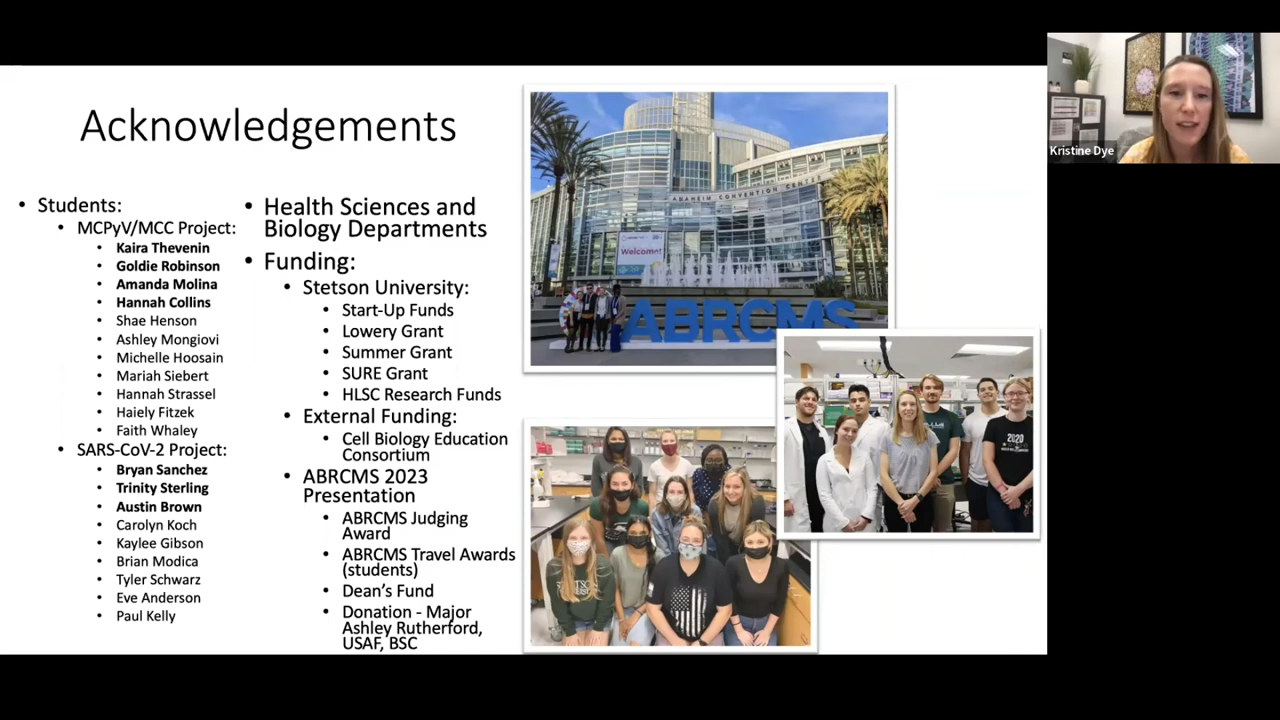 Acknowledgements
• Students:
• MCPyV/MCC Project:
• Kaira Thevenin
• Goldie Robinson
• Amanda Molina
• Hannah Collins
• Shae Henson
• Ashley Mongiovi
• Michelle Hoosain
• Mariah Siebert
• Hannah Strassel
• Haiely Fitzek
• Faith Whaley
• SARS-CoV-2 Project:
• Bryan Sanchez
• Trinity Sterling
• Austin Brown
• Carolyn Koch
• Kaylee Gibson
• Brian Modica
• Tyler Schwarz
• Eve Anderson
• Paul Kelly
• Health Sciences and
Biology Departments
• Funding:
• Stetson University:
• Start-Up Funds
• Lowery Grant
• Summer Grant
• SURE Grant
• HLSC Research Funds
• External Funding:
• Cell Biology Education
Consortium
• ABRCMS 2023
Presentation
• ABRCMS Judging
Award
• ABRCMS Travel Awards
(students)
• Dean's Fund
• Donation - Major
Ashley Rutherford,
USAF, BSC
ANAHEIM CONVENTION CENTER
Welcome!
ABRCMS
2020
Kristine Dye